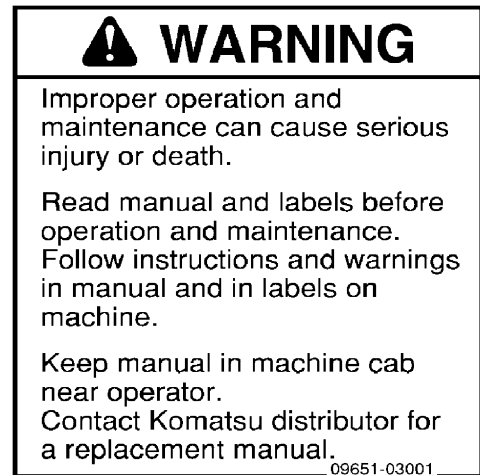 WARNING
Improper operation and
maintenance can cause serious
injury or death.
Read manual and labels before
operation and maintenance.
Follow instructions and warnings
in manual and in labels on
machine.
Keep manual in machine cab
near operator.
Contact Komatsu distributor for
a replacement manual.
09651-03001